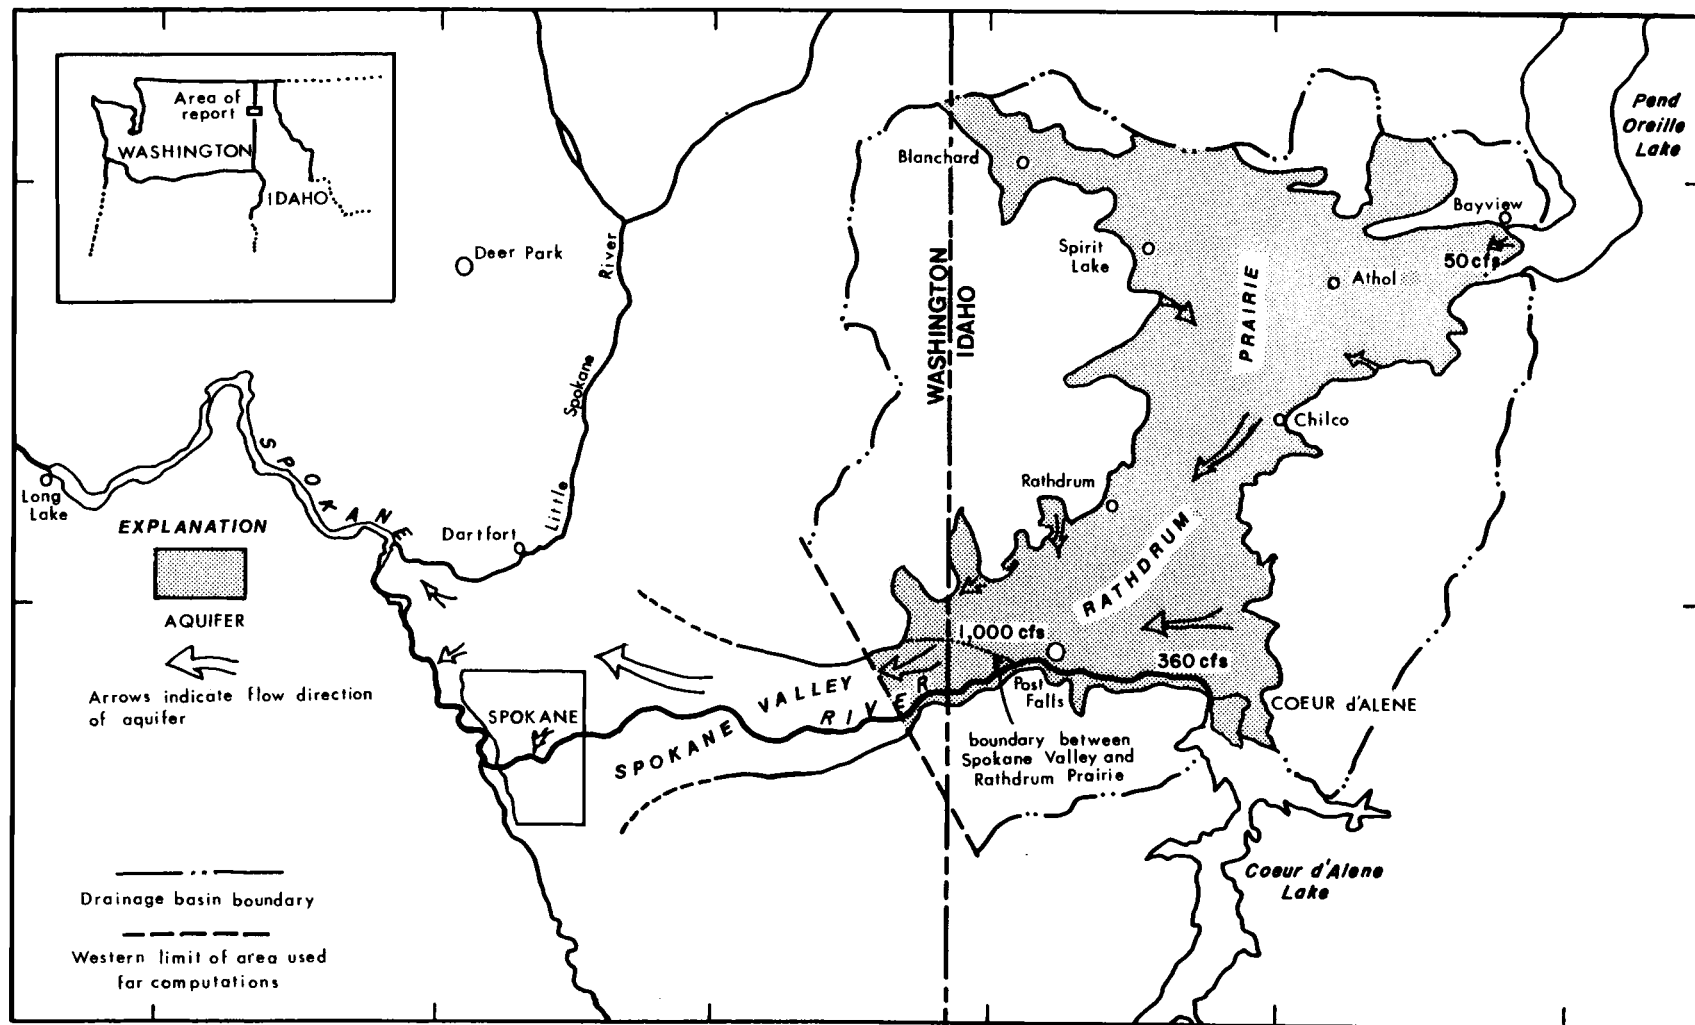 Area of
report
WASHINGTON
IDAHO
Pend
Oreille
Lake
Blanchard
Bayview
50 cfs
Deer Park
Spirit
Lake
Athol
Little Spokane River
WASHINGTON
IDAHO
RATHDRUM PRAIRIE
Chilco
Rathdrum
SPOKANE
Long
Lake
Dartfort
EXPLANATION
AQUIFER
Arrows indicate flow direction
of aquifer
1,000 cfs
360 cfs
Post
Falls
COEUR d'ALENE
SPOKANE VALLEY
RIVER
SPOKANE
boundary between
Spokane Valley and
Rathdrum Prairie
Coeur d'Alene
Lake
Drainage basin boundary
Western limit of area used
far computations